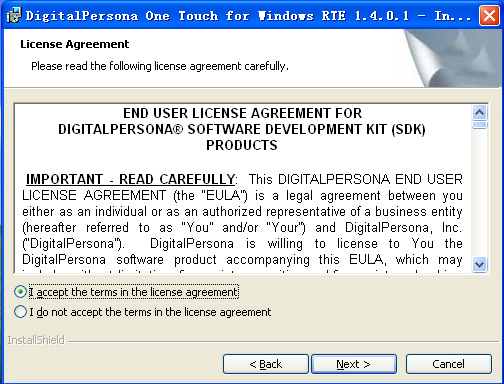 DigitalPersona One Touch for Windows RTE 1.4.0.1 - In...
License Agreement
Please read the following license agreement carefully.
END USER LICENSE AGREEMENT FOR
DIGITALPERSONA® SOFTWARE DEVELOPMENT KIT (SDK)
PRODUCTS
IMPORTANT - READ CAREFULLY: This DIGITALPERSONA END USER
LICENSE AGREEMENT (the "EULA") is a legal agreement between you
either as an individual or as an authorized representative of a business entity
(hereafter referred to as "You" and/or "Your") and DigitalPersona, Inc.
("DigitalPersona"). DigitalPersona is willing to license to You the
DigitalPersona software product accompanying this EULA, which may
I accept the terms in the license agreement
I do not accept the terms in the license agreement
InstallShield
< Back
Next >
Cancel